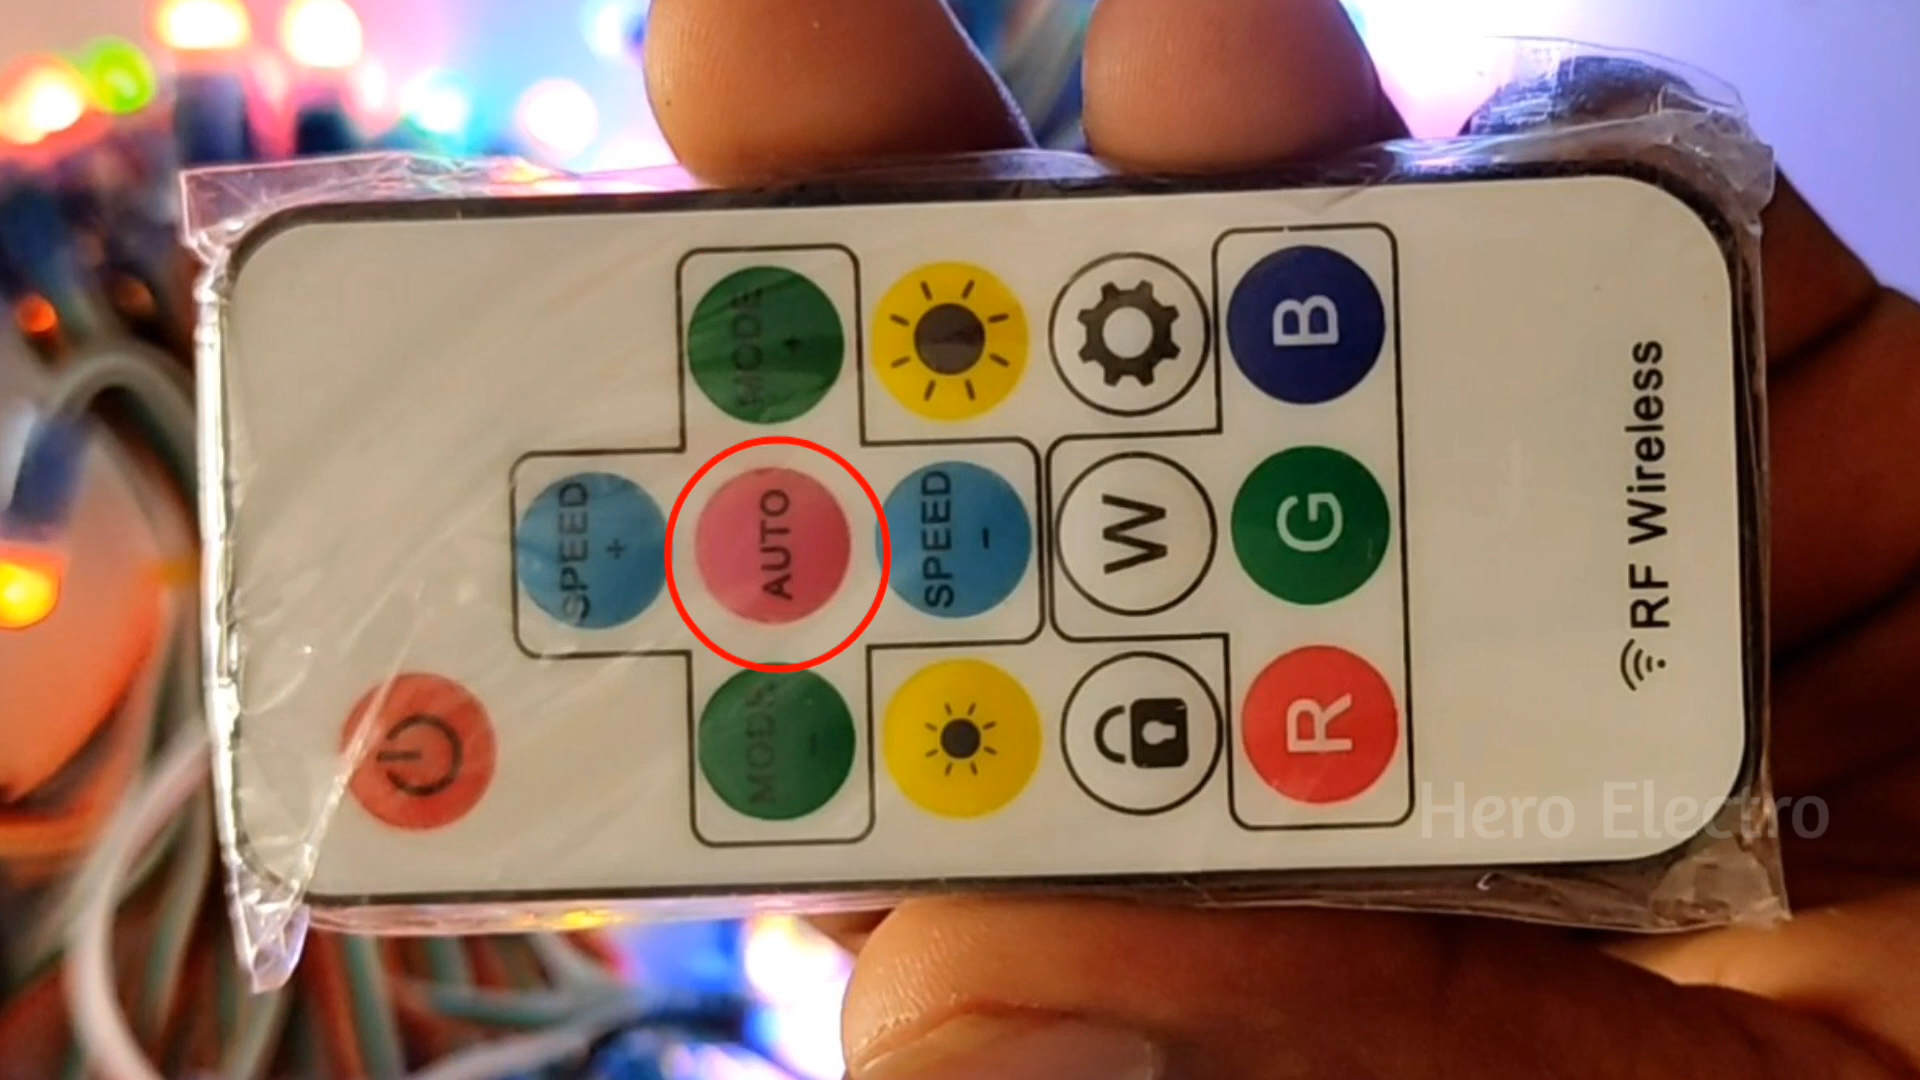 SPEED
+
MODE
-
AUTO
MODE
+
SPEED
-
W
R
G
B
RF Wireless
Hero Electro